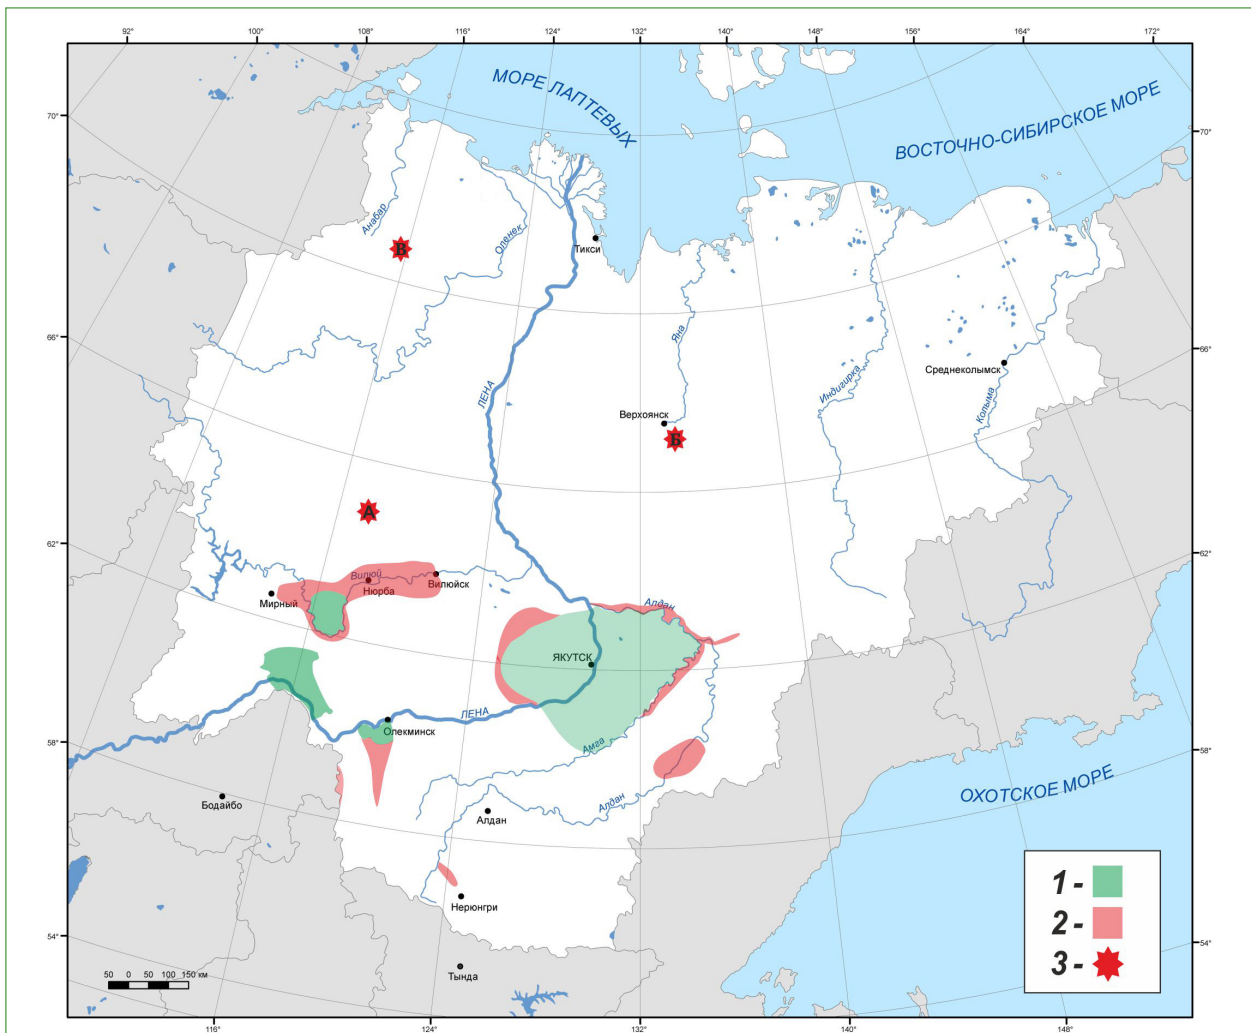 92° 100° 108° 116° 124° 132° 140° 148° 156° 164° 172°
МОРЕ ЛАПТЕВЫХ
ВОСТОЧНО-СИБИРСКОЕ МОРЕ
70° 70°
Анабар
Оленек
В
Тикси
Яна
66° 66°
Индигирка
Среднеколымск
ЛЕНА
Колыма
Верхоянск
Б
А
62° 62°
Вилюй
Нюрба
Вилюйск
Мирный
Алдан
ЯКУТСК
ЛЕНА
Олекминск
Амга
58° 58°
Бодайбо
Алдан
Алдан
ОХОТСКОЕ МОРЕ
Нерюнгри
1 -
2 -
3 -
54° 54°
Тында
50 0 50 100 150 км
116° 124° 132° 140° 148°